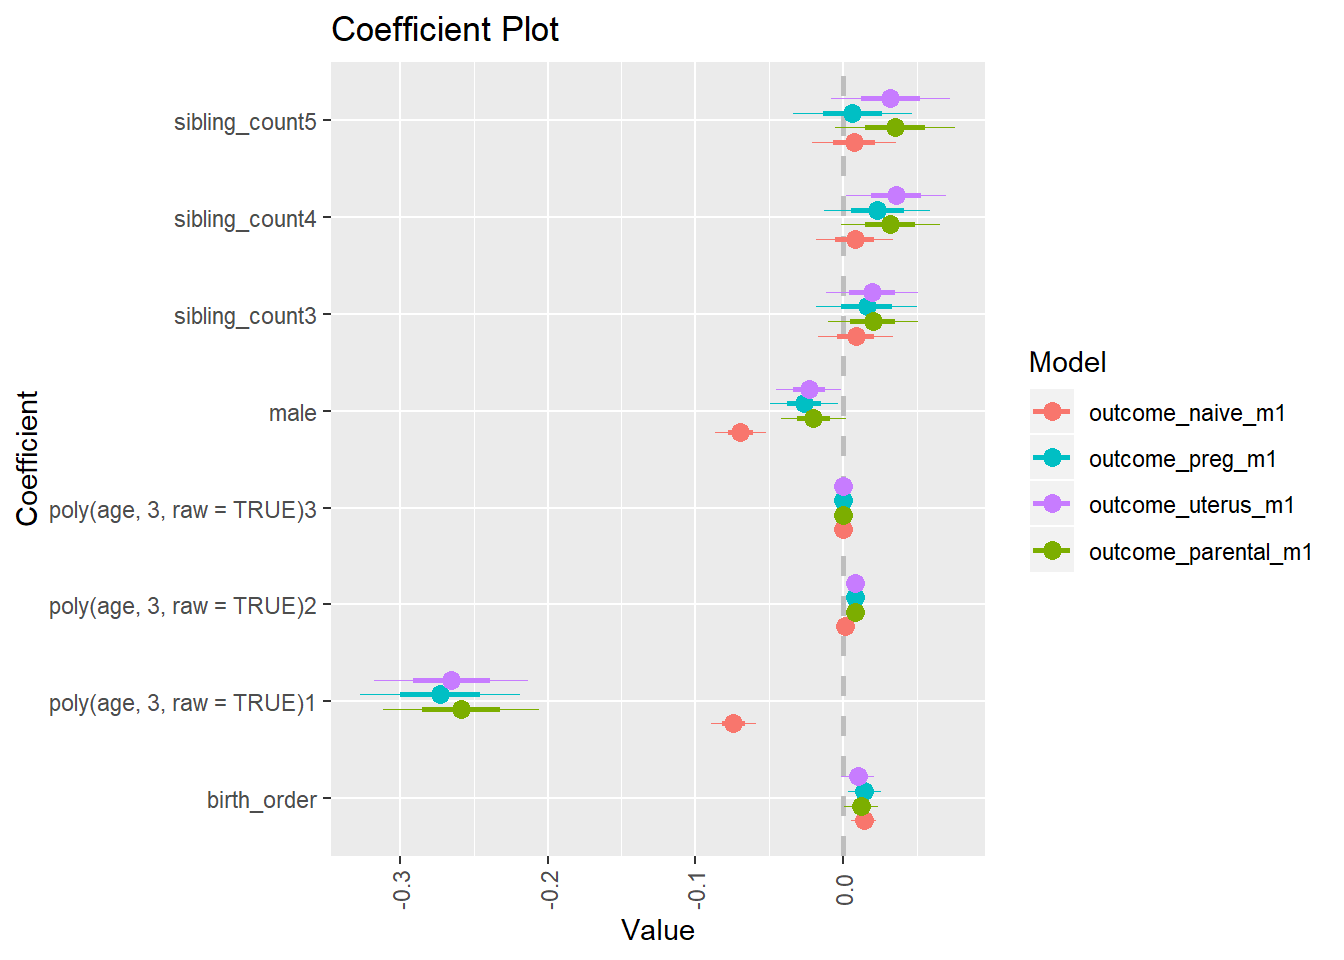 Coefficient Plot
sibling_count5
sibling_count4
sibling_count3
male
poly(age, 3, raw = TRUE)3
poly(age, 3, raw = TRUE)2
poly(age, 3, raw = TRUE)1
birth_order
Coefficient
-0.3
-0.2
-0.1
0.0
Value
Model
outcome_naive_m1
outcome_preg_m1
outcome_uterus_m1
outcome_parental_m1